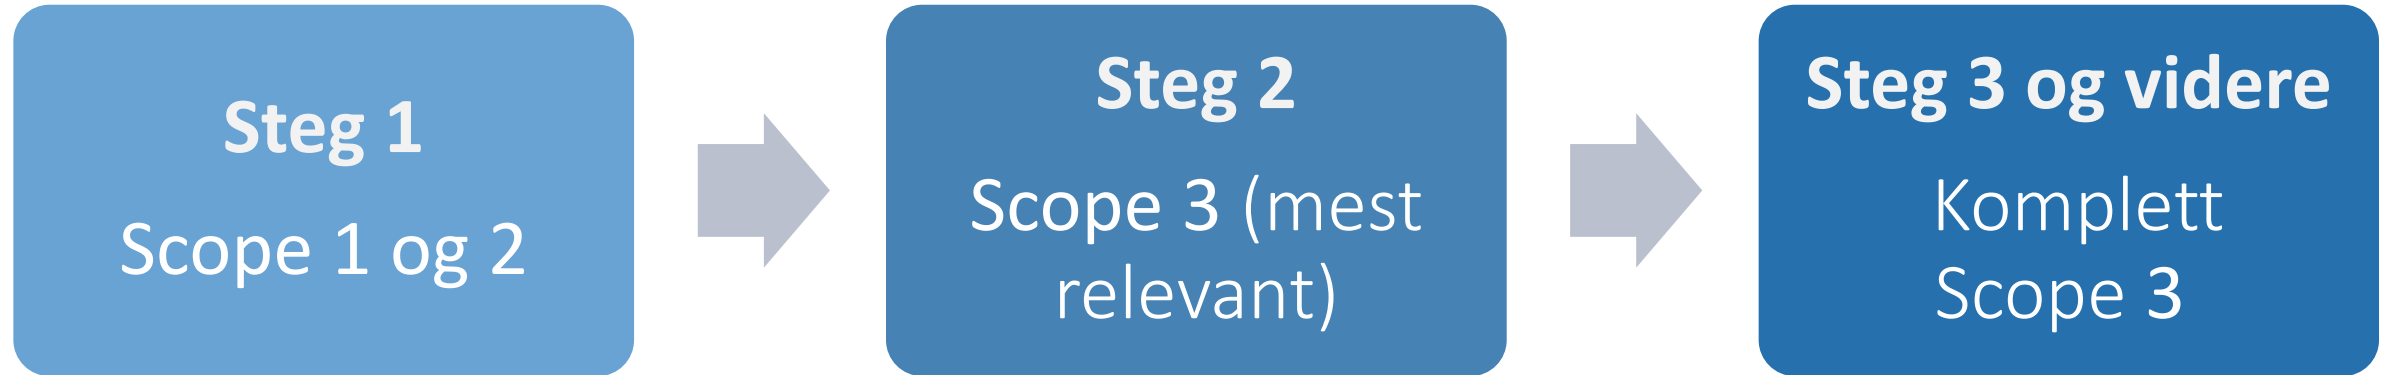 Steg 1
Scope 1 og 2
Steg 2
Scope 3 (mest
relevant)
Steg 3 og videre
Komplett
Scope 3